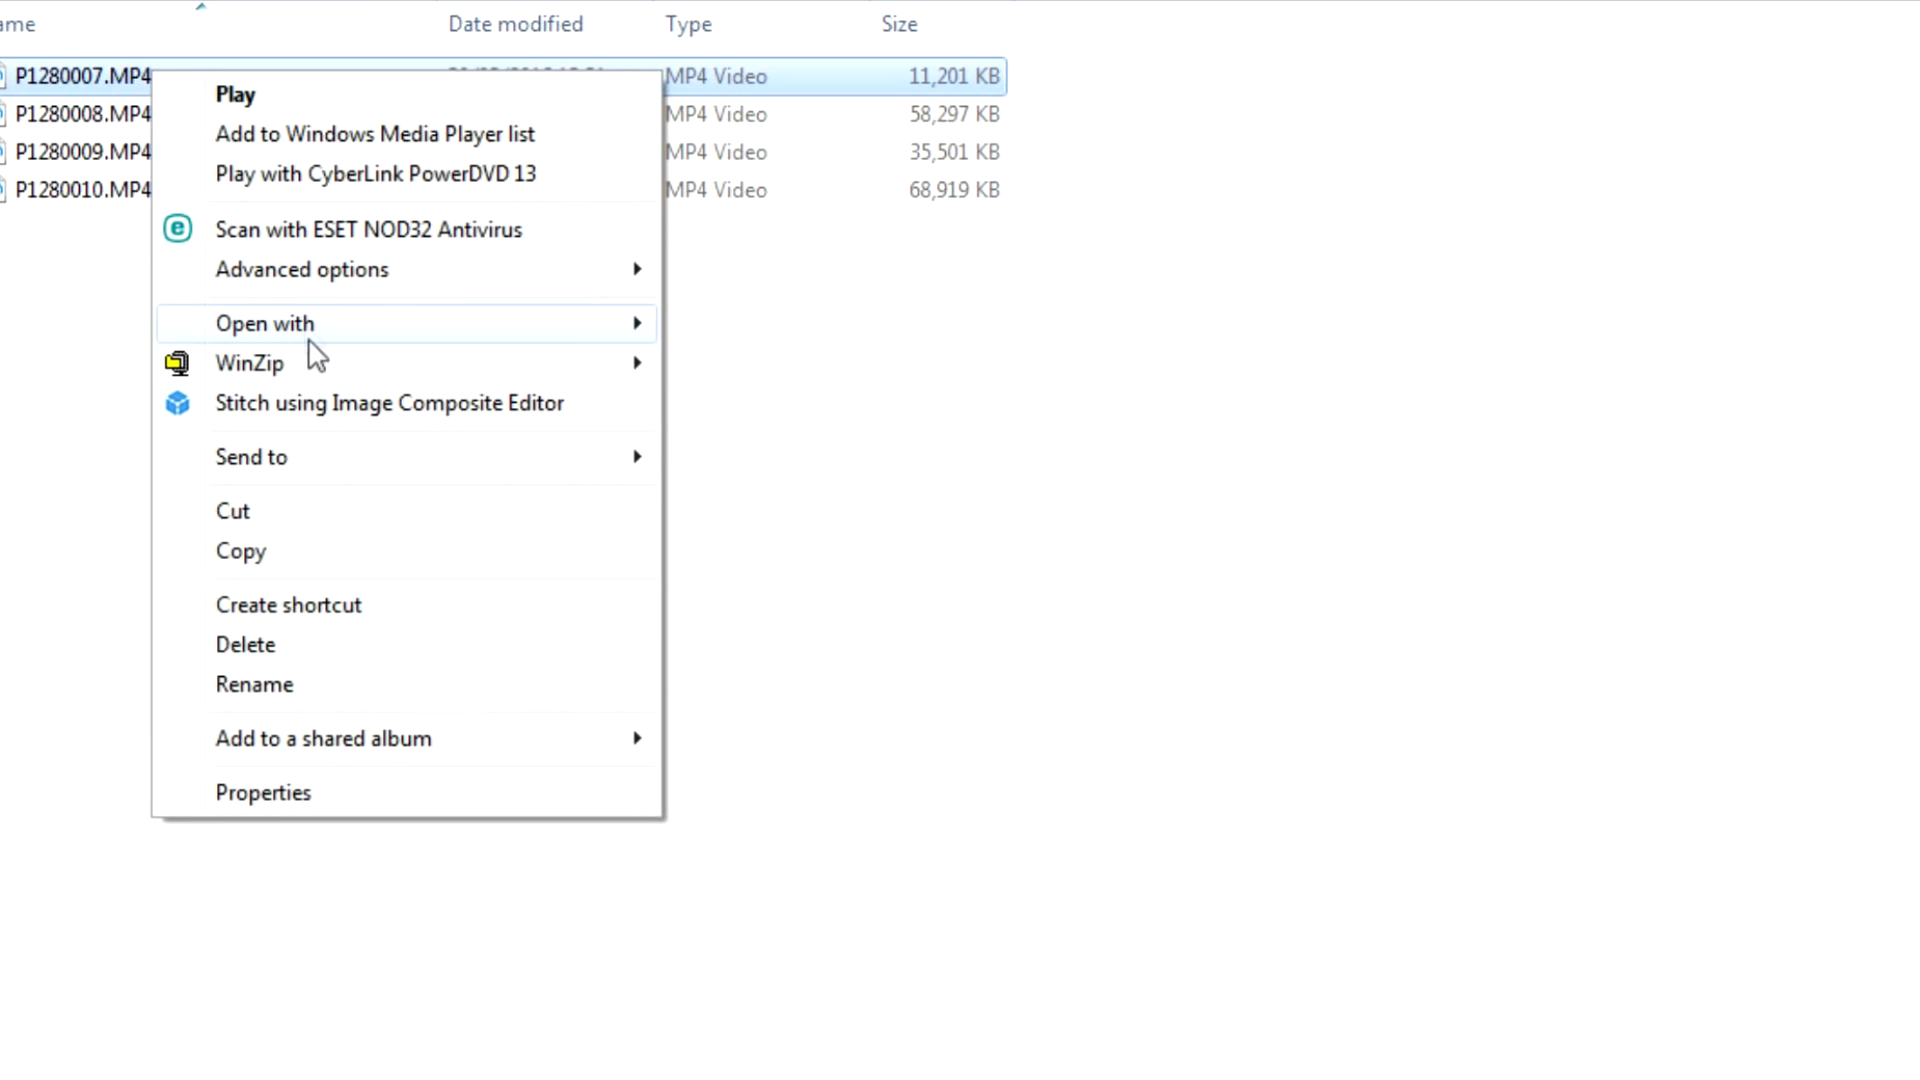 ame Date modified Type Size
P1280007.MP4 MP4 Video 11,201 KB
P1280008.MP4 MP4 Video 58,297 KB
P1280009.MP4 MP4 Video 35,501 KB
P1280010.MP4 MP4 Video 68,919 KB
Play
Add to Windows Media Player list
Play with CyberLink PowerDVD 13
e Scan with ESET NOD32 Antivirus
Advanced options
Open with
WinZip
Stitch using Image Composite Editor
Send to
Cut
Copy
Create shortcut
Delete
Rename
Add to a shared album
Properties